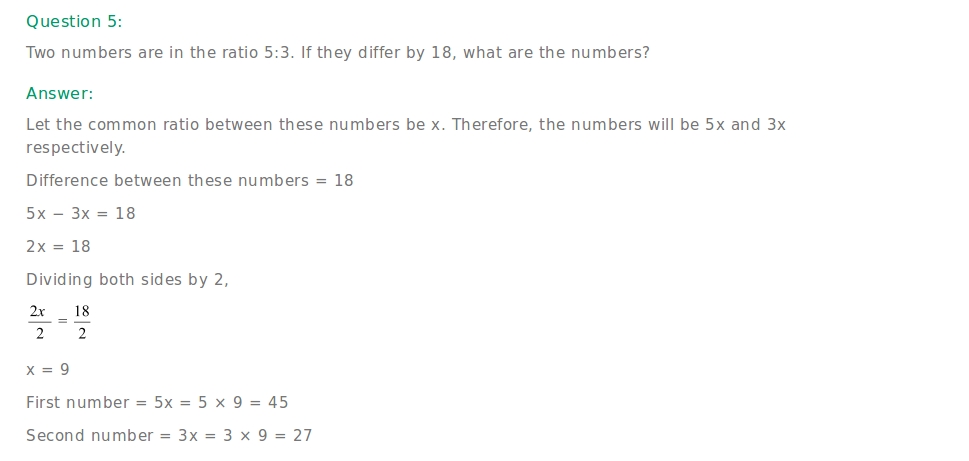 Question 5:
Two numbers are in the ratio 5:3. If they differ by 18, what are the numbers?
Answer:
Let the common ratio between these numbers be x. Therefore, the numbers will be 5x and 3x
respectively.
Difference between these numbers = 18
5x − 3x = 18
2x = 18
Dividing both sides by 2,
2x/2 = 18/2
x = 9
First number = 5x = 5 × 9 = 45
Second number = 3x = 3 × 9 = 27